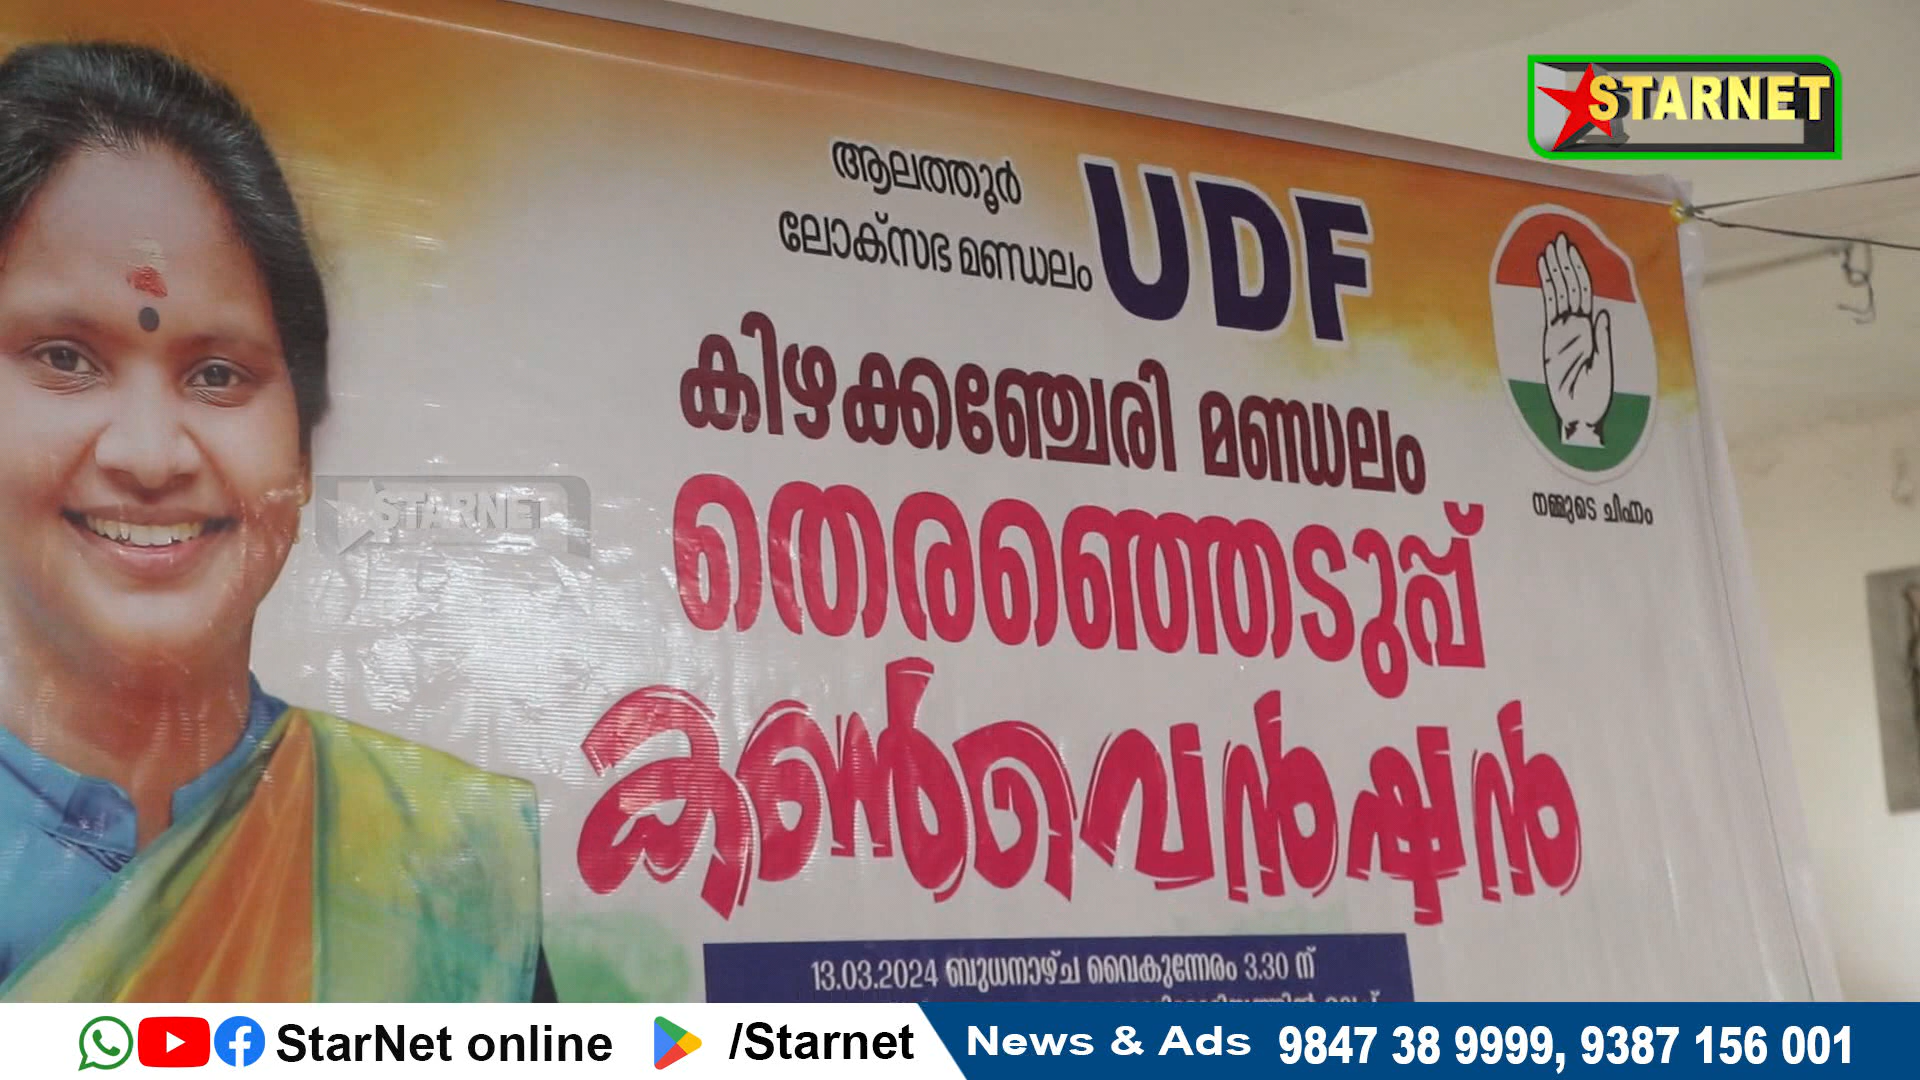 STARNET
ആലത്തൂർ
ലോക്സഭ മണ്ഡലം
UDF
കിഴക്കഞ്ചേരി മണ്ഡലം
തെരഞ്ഞെടുപ്പ്
കൺവെൻഷൻ
നമ്മുടെ ചിഹ്നം
STARNET
13.03.2024 ബുധനാഴ്ച വൈകുന്നേരം 3.30 ന്
StarNet online
/Starnet
News & Ads 9847 38 9999, 9387 156 001